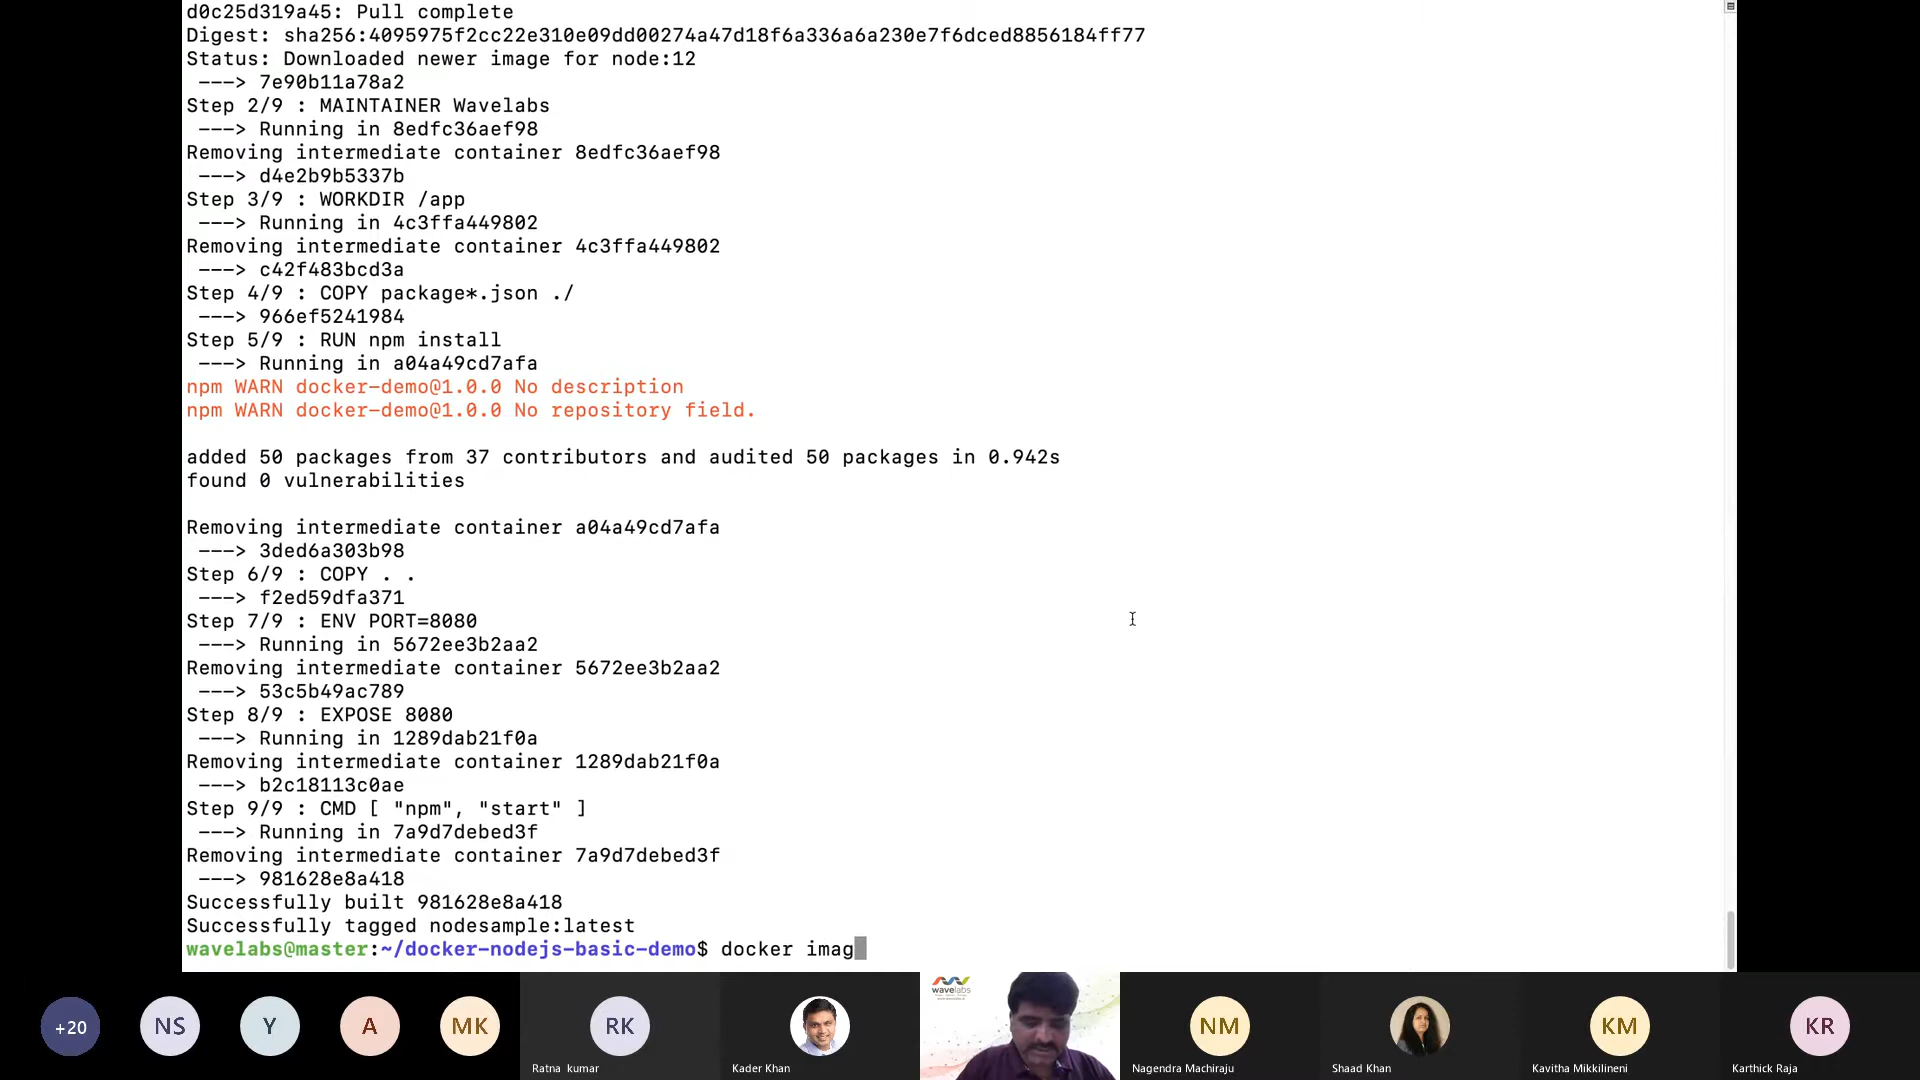 d0c25d319a45: Pull complete
Digest: sha256:4095975f2cc22e310e09dd00274a47d18f6a336a6a230e7f6dced8856184ff77
Status: Downloaded newer image for node:12
---> 7e90b11a78a2
Step 2/9 : MAINTAINER Wavelabs
---> Running in 8edfc36aef98
Removing intermediate container 8edfc36aef98
---> d4e2b9b5337b
Step 3/9 : WORKDIR /app
---> Running in 4c3ffa449802
Removing intermediate container 4c3ffa449802
---> c42f483bcd3a
Step 4/9 : COPY package*.json ./
---> 966ef5241984
Step 5/9 : RUN npm install
---> Running in a04a49cd7afa
npm WARN docker-demo@1.0.0 No description
npm WARN docker-demo@1.0.0 No repository field.
added 50 packages from 37 contributors and audited 50 packages in 0.942s
found 0 vulnerabilities
Removing intermediate container a04a49cd7afa
---> 3ded6a303b98
Step 6/9 : COPY . .
---> f2ed59dfa371
Step 7/9 : ENV PORT=8080
---> Running in 5672ee3b2aa2
Removing intermediate container 5672ee3b2aa2
---> 53c5b49ac789
Step 8/9 : EXPOSE 8080
---> Running in 1289dab21f0a
Removing intermediate container 1289dab21f0a
---> b2c18113c0ae
Step 9/9 : CMD [ "npm", "start" ]
---> Running in 7a9d7debed3f
Removing intermediate container 7a9d7debed3f
---> 981628e8a418
Successfully built 981628e8a418
Successfully tagged nodesample:latest
wavelabs@master:~/docker-nodejs-basic-demo$ docker imag
wavelabs
+20
NS
Y
A
MK
RK
NM
KM
KR
Ratna kumar
Kader Khan
Nagendra Machiraju
Shaad Khan
Kavitha Mikkilineni
Karthick Raja